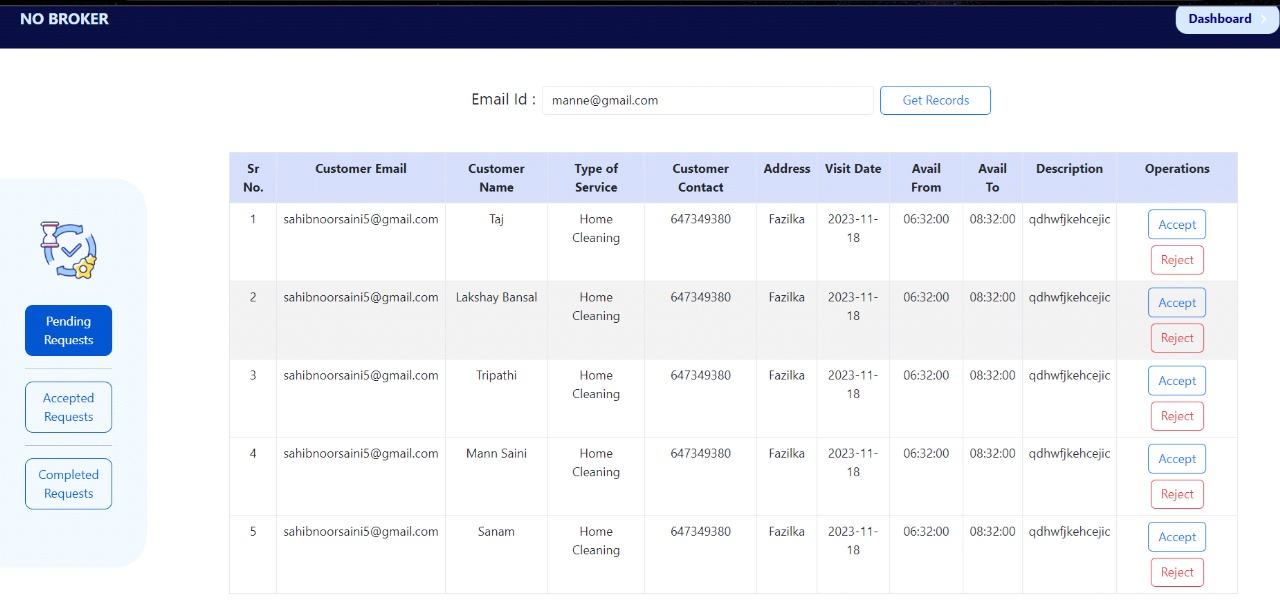 NO BROKER
Dashboard
Email Id : manne@gmail.com Get Records
Sr No. Customer Email Customer Name Type of Service Customer Contact Address Visit Date Avail From Avail To Description Operations
1 sahibnoorsaini5@gmail.com Taj Home Cleaning 647349380 Fazilka 2023-11-18 06:32:00 08:32:00 qdhwfjkehcejic Accept Reject
2 sahibnoorsaini5@gmail.com Lakshay Bansal Home Cleaning 647349380 Fazilka 2023-11-18 06:32:00 08:32:00 qdhwfjkehcejic Accept Reject
3 sahibnoorsaini5@gmail.com Tripathi Home Cleaning 647349380 Fazilka 2023-11-18 06:32:00 08:32:00 qdhwfjkehcejic Accept Reject
4 sahibnoorsaini5@gmail.com Mann Saini Home Cleaning 647349380 Fazilka 2023-11-18 06:32:00 08:32:00 qdhwfjkehcejic Accept Reject
5 sahibnoorsaini5@gmail.com Sanam Home Cleaning 647349380 Fazilka 2023-11-18 06:32:00 08:32:00 qdhwfjkehcejic Accept Reject
Pending
Requests
Accepted
Requests
Completed
Requests